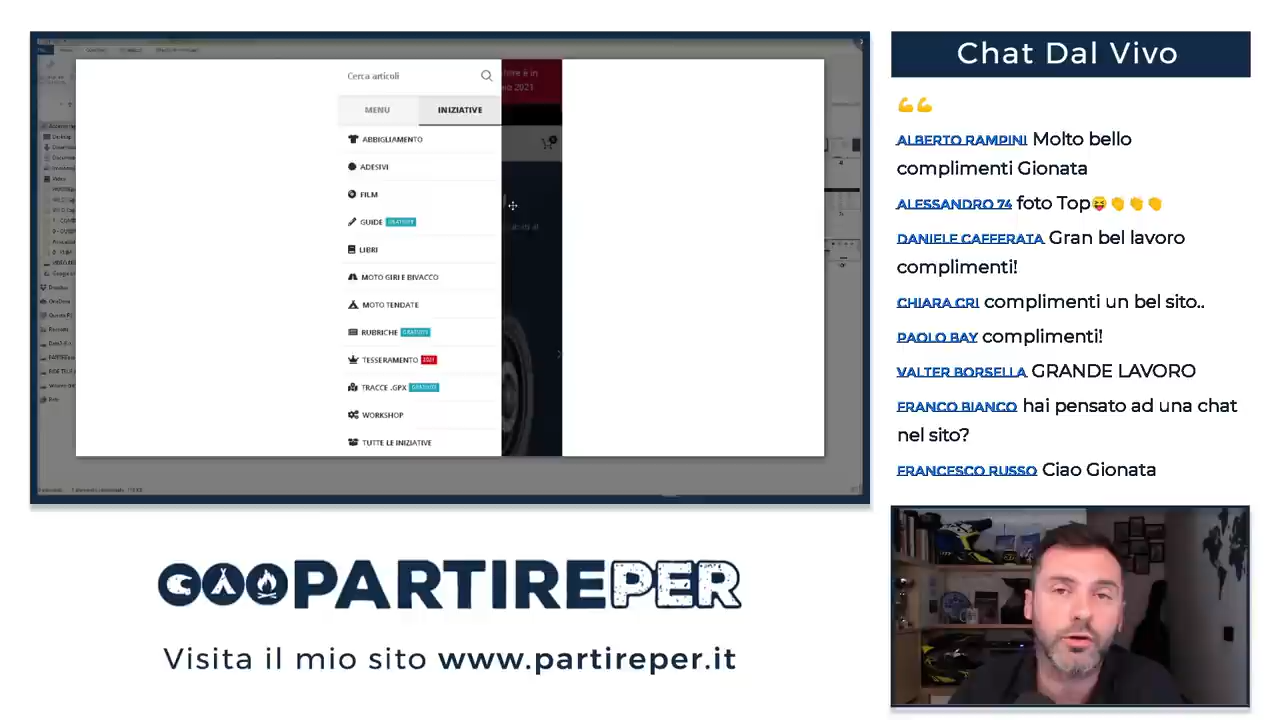 Cerca articoli
MENU INIZIATIVE
ABBIGLIAMENTO
ADESIVI
FILM
GUIDE GRATUITE
LIBRI
MOTO GIRI E BIVACCO
MOTO TENDATE
RUBRICHE GRATUITE
TESSERAMENTO 2021
TRACCE .GPX GRATUITE
WORKSHOP
TUTTE LE INIZIATIVE
PARTIREPER
Visita il mio sito www.partireper.it
Chat Dal Vivo
💪💪
ALBERTO RAMPINI Molto bello
complimenti Gionata
ALESSANDRO 74 foto Top😝👏👏👏
DANIELE CAFFERATA Gran bel lavoro
complimenti!
CHIARA CRI complimenti un bel sito..
PAOLO BAY complimenti!
VALTER BORSELLA GRANDE LAVORO
FRANCO BIANCO hai pensato ad una chat
nel sito?
FRANCESCO RUSSO Ciao Gionata